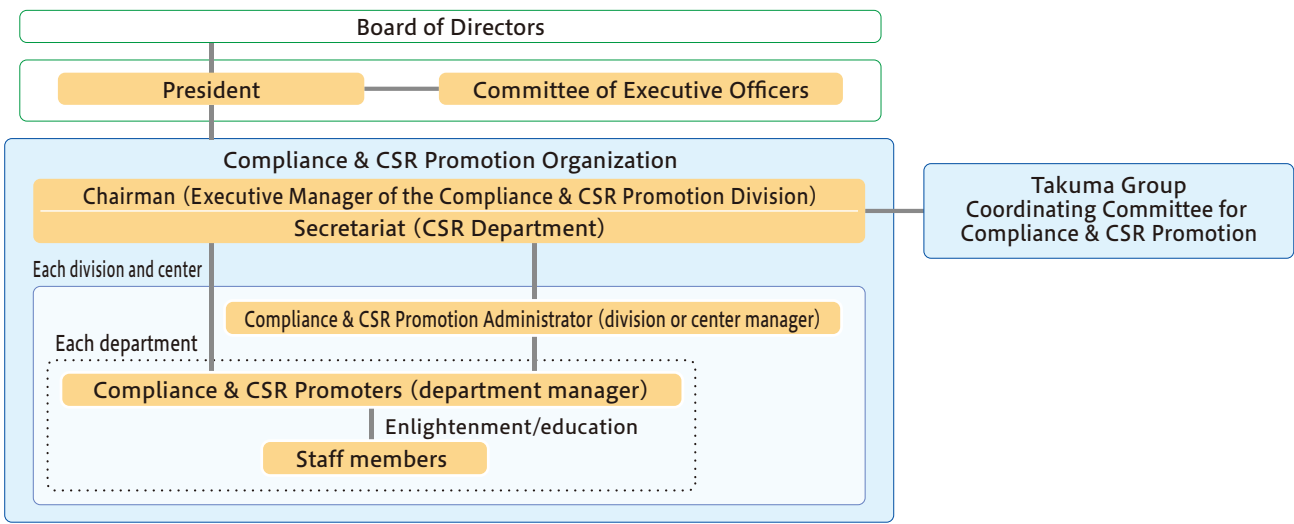 Board of Directors
President
Committee of Executive Officers
Compliance & CSR Promotion Organization
Chairman (Executive Manager of the Compliance & CSR Promotion Division)
Secretariat (CSR Department)
Takuma Group
Coordinating Committee for
Compliance & CSR Promotion
Each division and center
Compliance & CSR Promotion Administrator (division or center manager)
Each department
Compliance & CSR Promoters (department manager)
Enlightenment/education
Staff members